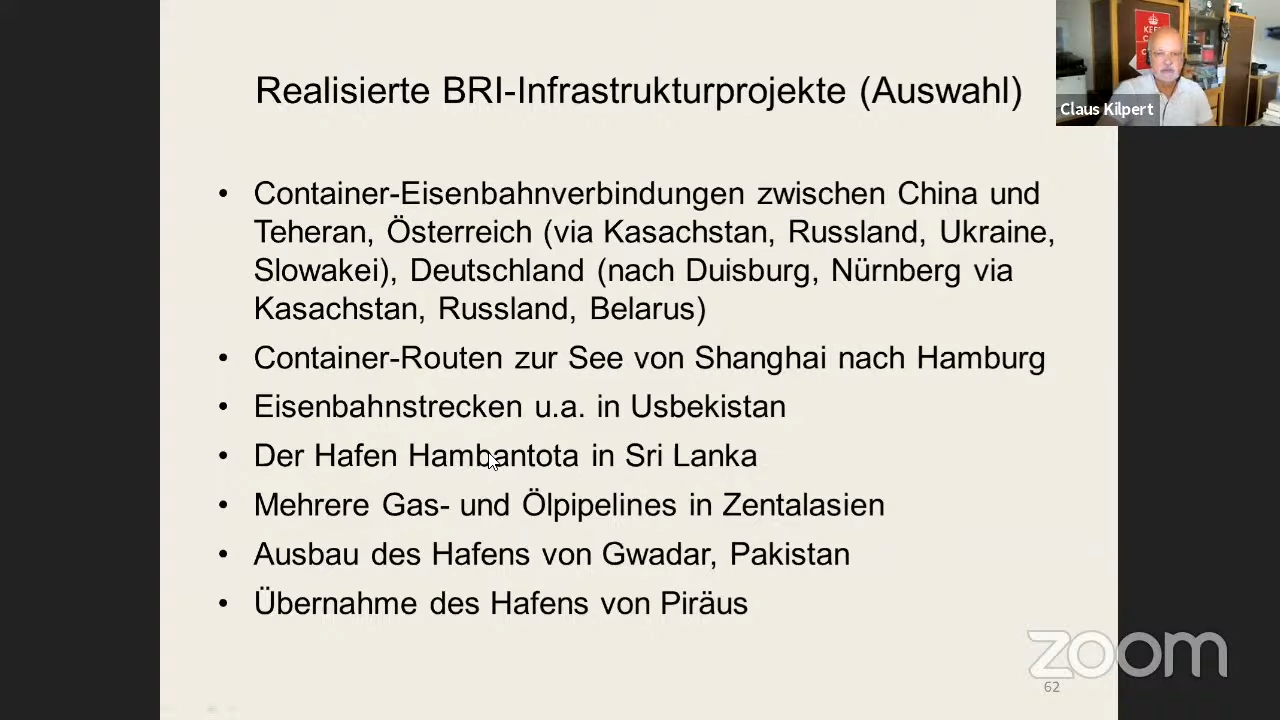 Realisierte BRI-Infrastrukturprojekte (Auswahl)
• Container-Eisenbahnverbindungen zwischen China und
Teheran, Österreich (via Kasachstan, Russland, Ukraine,
Slowakei), Deutschland (nach Duisburg, Nürnberg via
Kasachstan, Russland, Belarus)
• Container-Routen zur See von Shanghai nach Hamburg
• Eisenbahnstrecken u.a. in Usbekistan
• Der Hafen Hambantota in Sri Lanka
• Mehrere Gas- und Ölpipelines in Zentalasien
• Ausbau des Hafens von Gwadar, Pakistan
• Übernahme des Hafens von Piräus
KEEP
Claus Kilpert
zoom
62